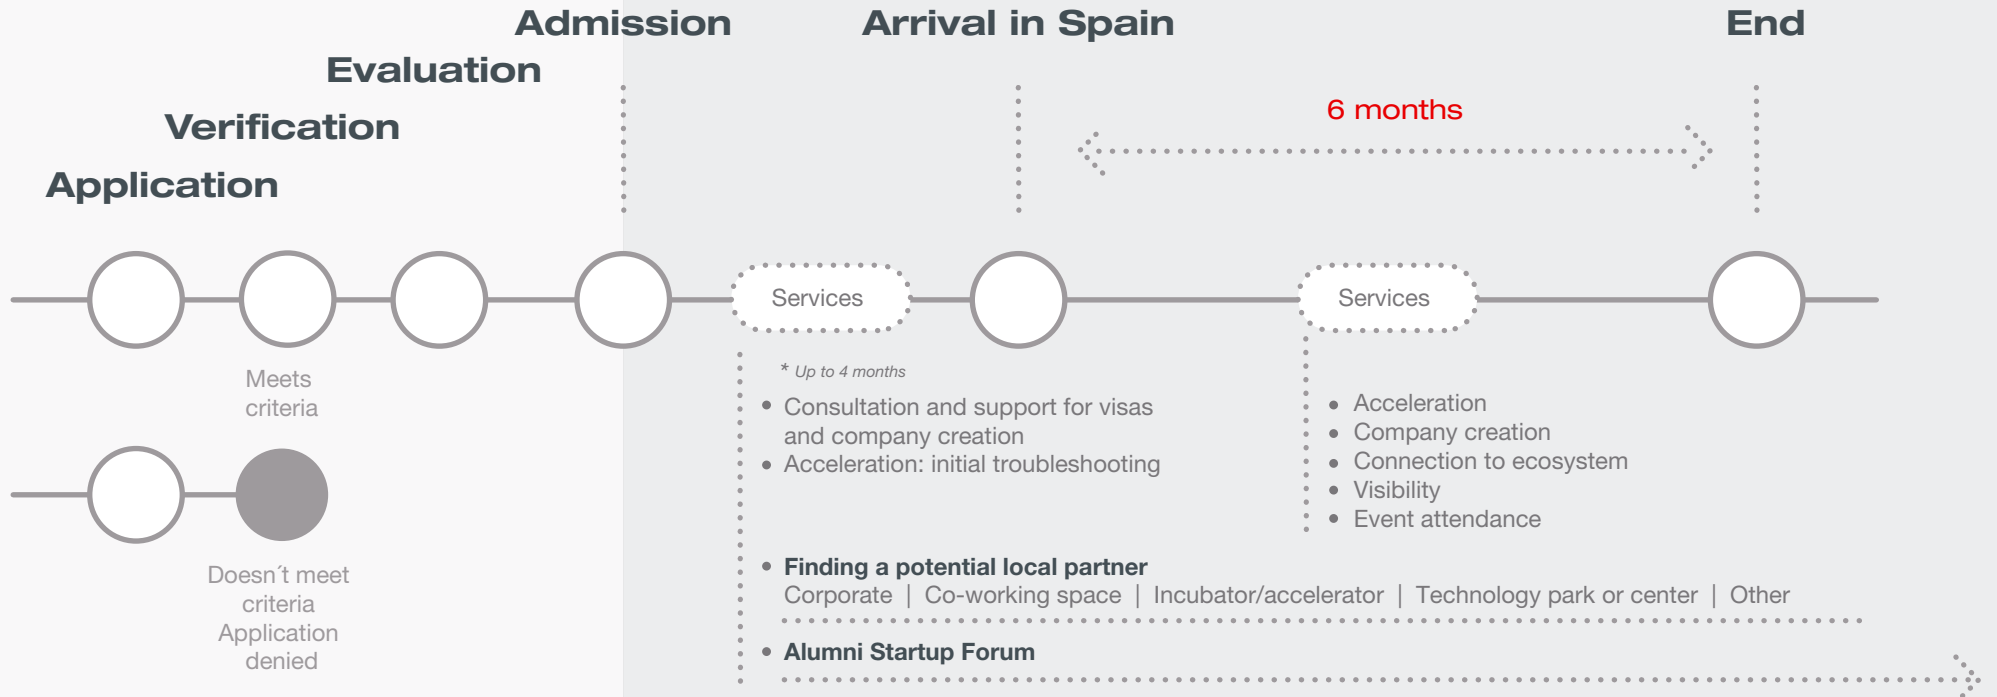 Admission
Arrival in Spain
End
Evaluation
Verification
Application
6 months
Services
Services
Meets
criteria
Doesn´t meet
criteria
Application
denied
* Up to 4 months
• Consultation and support for visas
and company creation
• Acceleration: initial troubleshooting
• Acceleration
• Company creation
• Connection to ecosystem
• Visibility
• Event attendance
• Finding a potential local partner
Corporate | Co-working space | Incubator/accelerator | Technology park or center | Other
• Alumni Startup Forum